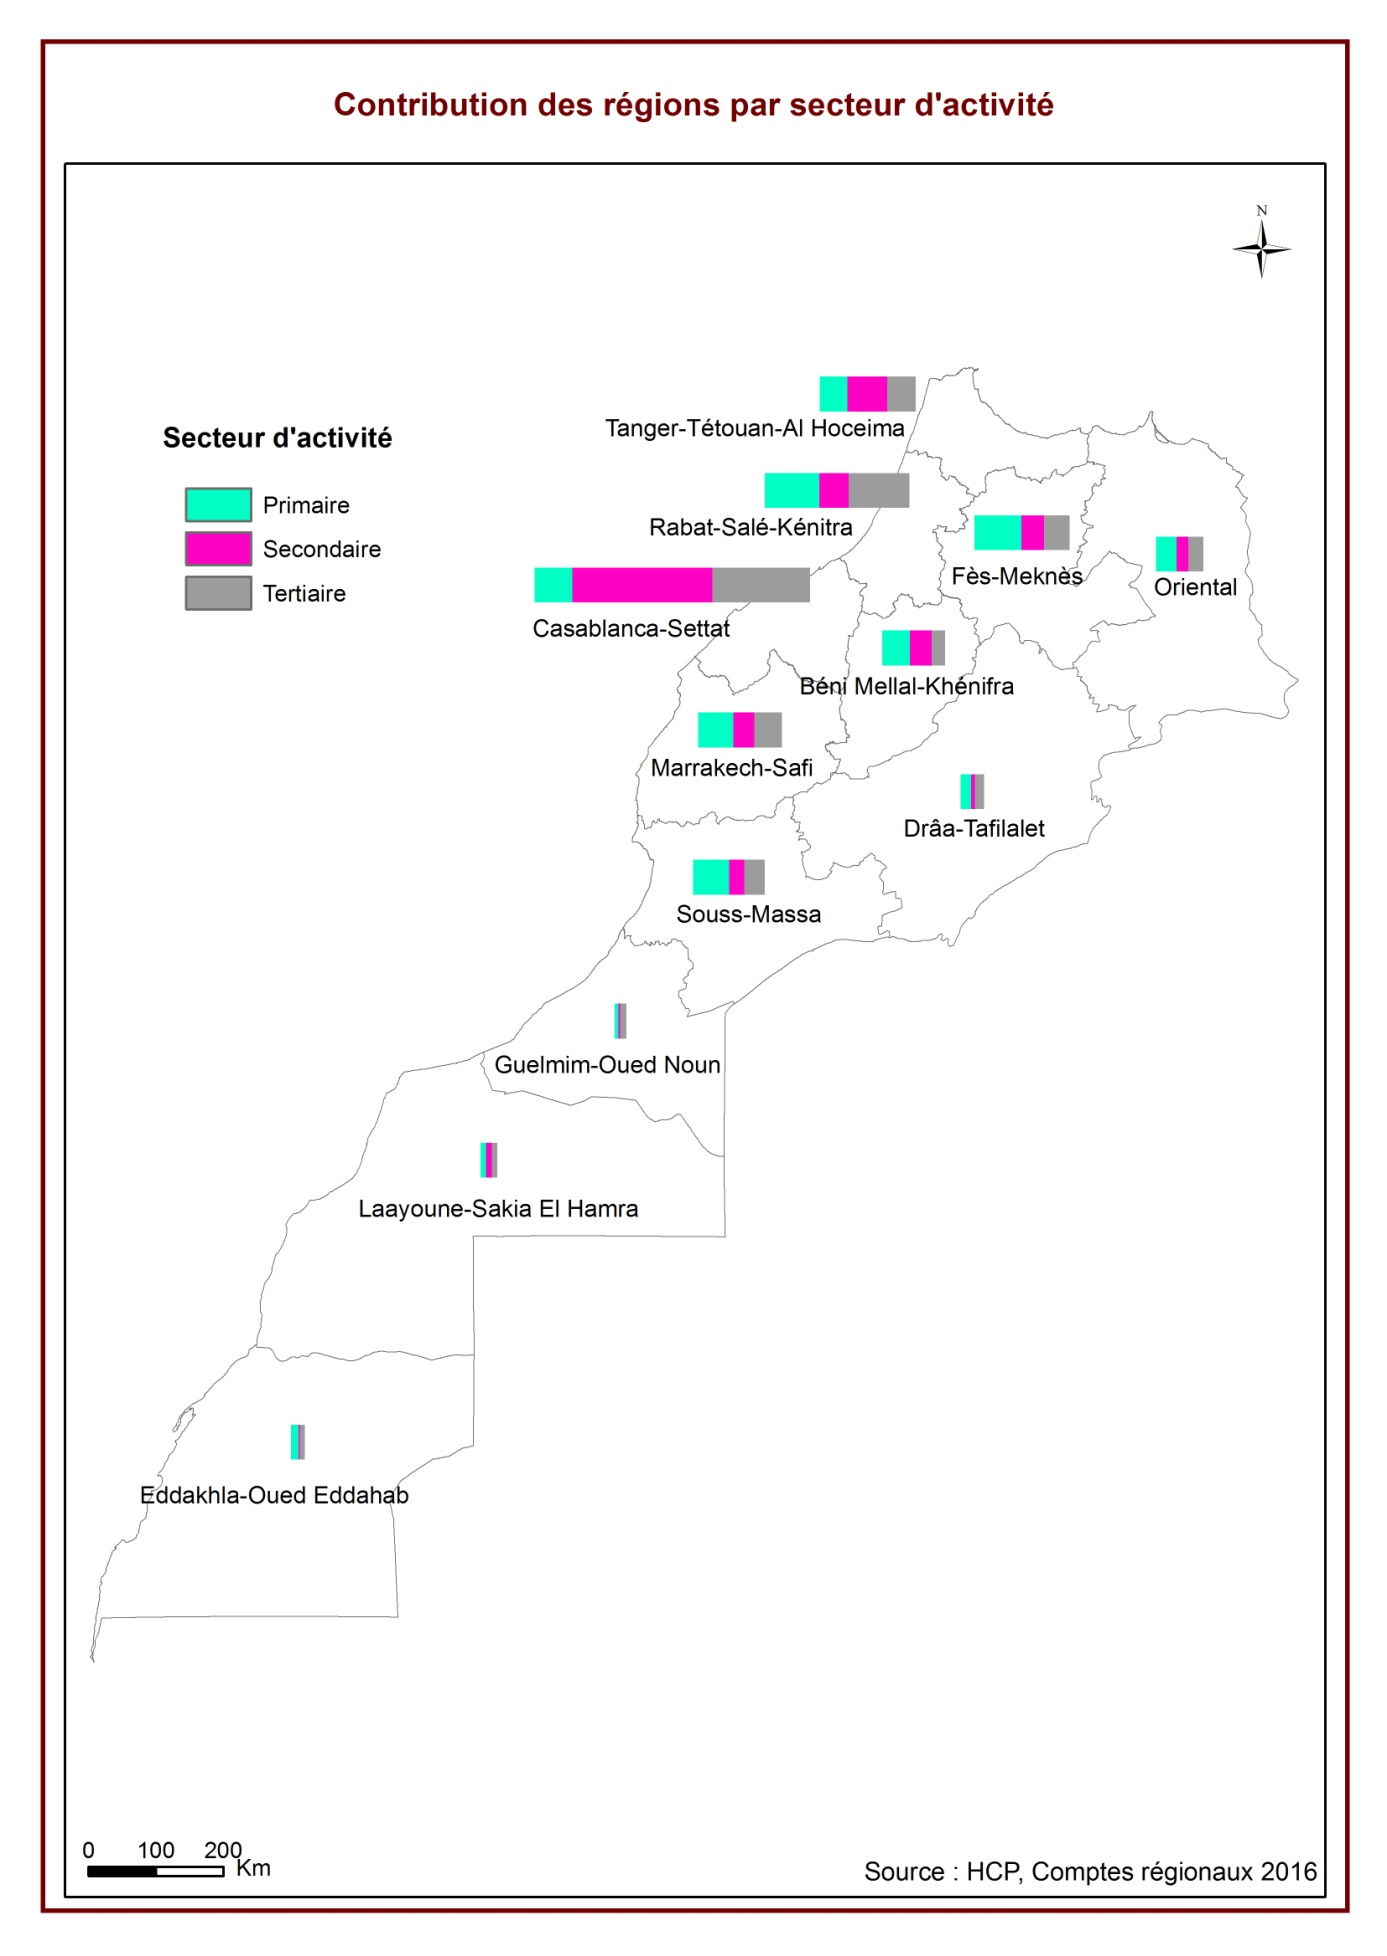 Contribution des régions par secteur d'activité
N
Tanger-Tétouan-Al Hoceima
Secteur d'activité
Primaire
Secondaire
Tertiaire
Rabat-Salé-Kénitra
Fès-Meknès
Oriental
Casablanca-Settat
Béni Mellal-Khénifra
Marrakech-Safi
Drâa-Tafilalet
Souss-Massa
Guelmim-Oued Noun
Laayoune-Sakia El Hamra
Eddakhla-Oued Eddahab
0 100 200
Km
Source : HCP, Comptes régionaux 2016